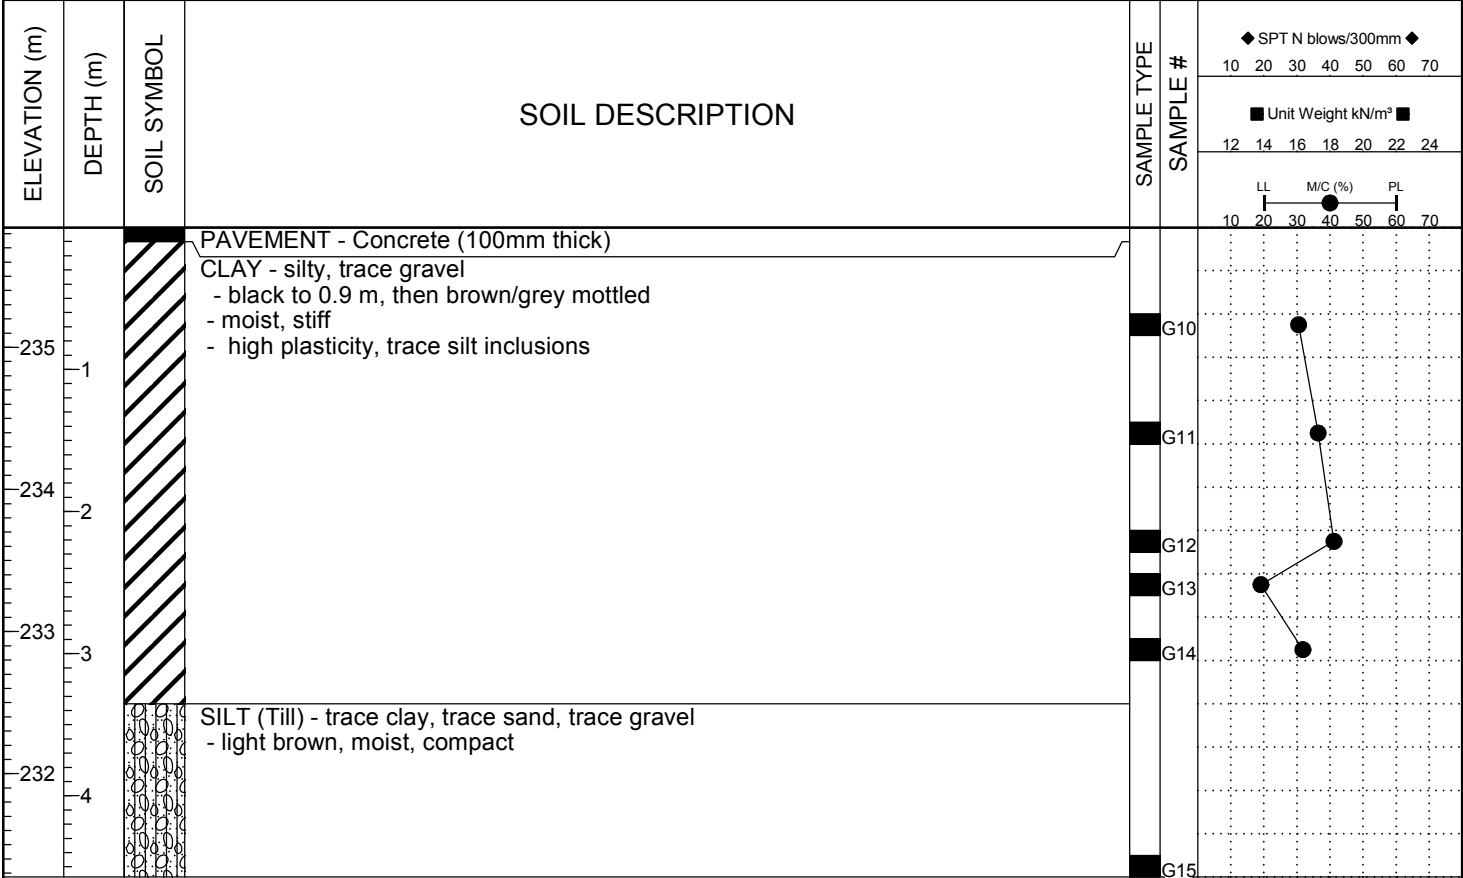 ELEVATION (m)
DEPTH (m)
SOIL SYMBOL
SOIL DESCRIPTION
SAMPLE TYPE
SAMPLE #
◆ SPT N blows/300mm ◆
10 20 30 40 50 60 70
■ Unit Weight kN/m³ ■
12 14 16 18 20 22 24
LL M/C (%) PL
10 20 30 40 50 60 70
PAVEMENT - Concrete (100mm thick)
CLAY - silty, trace gravel
- black to 0.9 m, then brown/grey mottled
- moist, stiff
- high plasticity, trace silt inclusions
G10
235
1
G11
234
2
G12
G13
233
3
G14
SILT (Till) - trace clay, trace sand, trace gravel
- light brown, moist, compact
232
4
G15